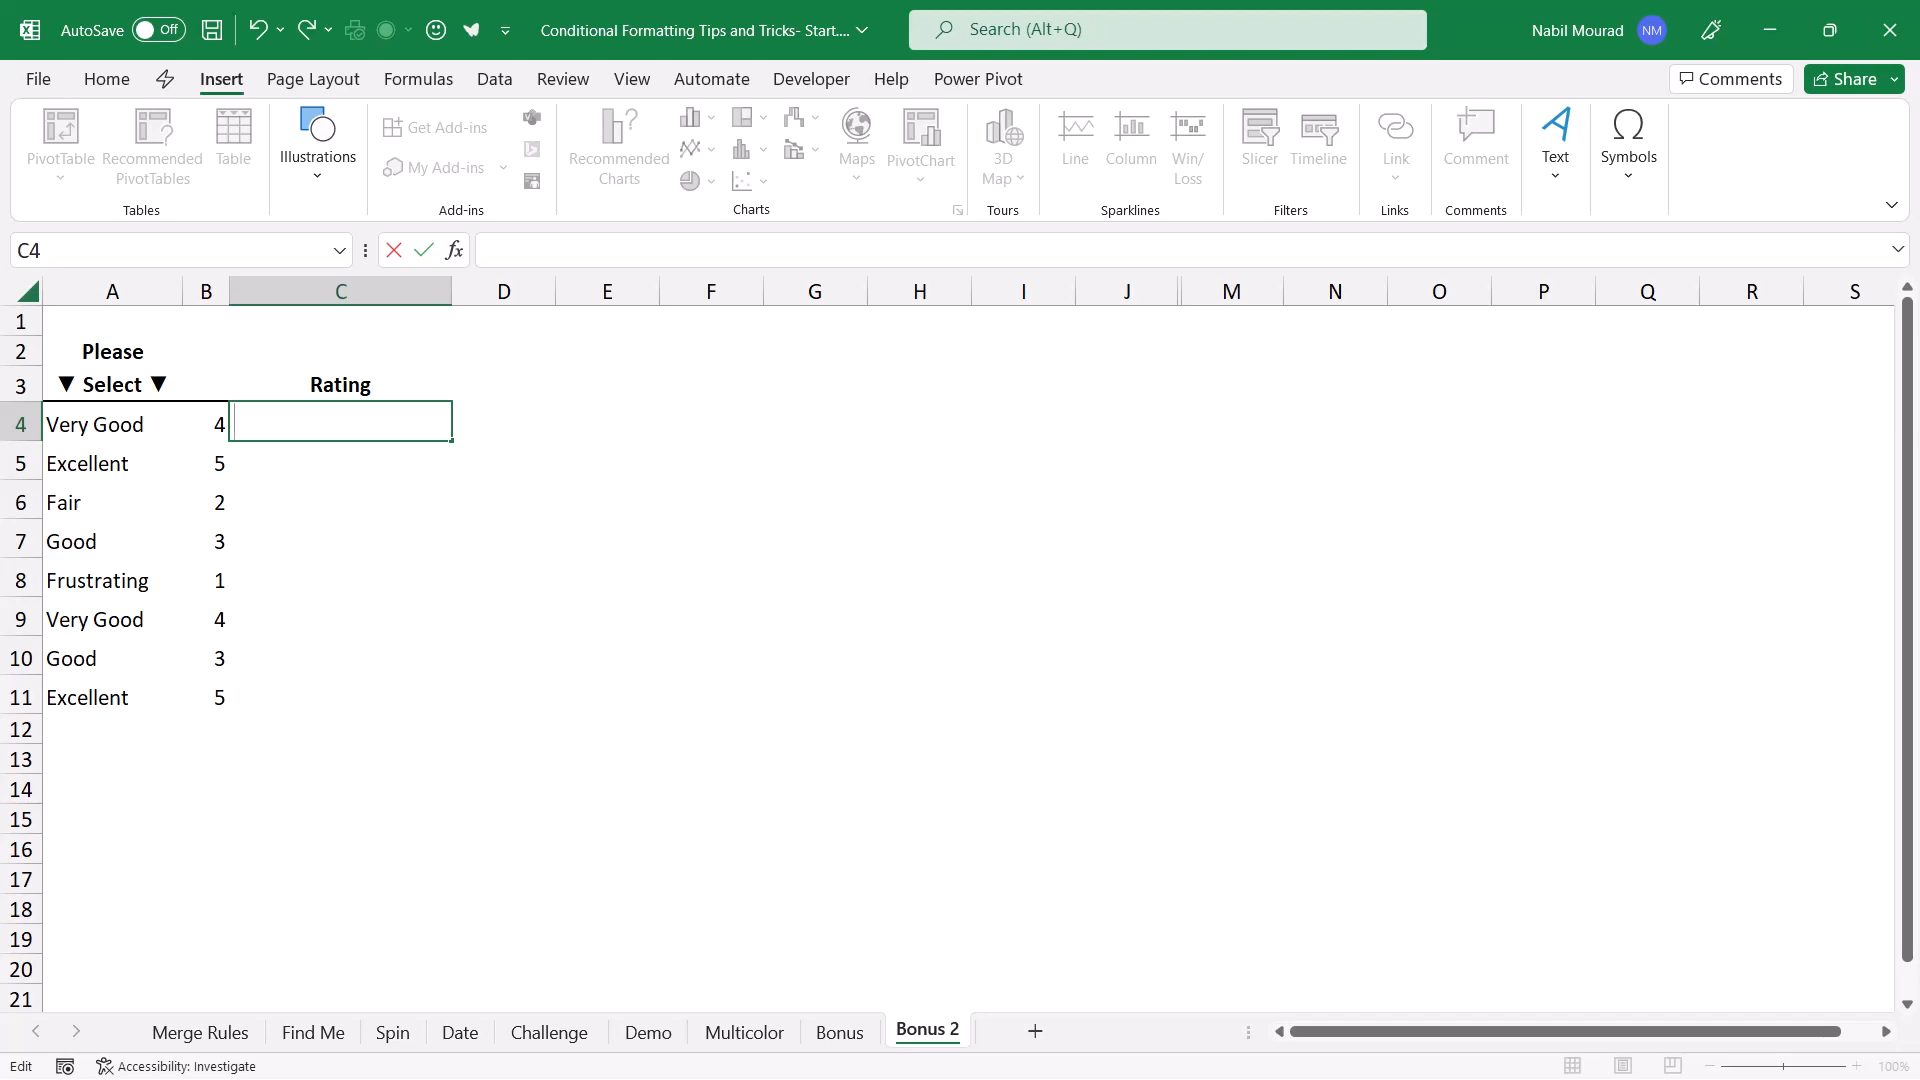 AutoSave Off Conditional Formatting Tips and Tricks- Start.... Search (Alt+Q) Nabil Mourad NM
File Home Insert Page Layout Formulas Data Review View Automate Developer Help Power Pivot Comments Share
PivotTable
Recommended
PivotTables
Table
Tables
Illustrations
Get Add-ins
My Add-ins
Add-ins
Recommended
Charts
Maps
PivotChart
Charts
3D
Map
Tours
Line
Column
Win/
Loss
Sparklines
Slicer
Timeline
Filters
Link
Links
Comment
Comments
Text
Ω
Symbols
C4 fx
A B C D E F G H I J M N O P Q R S
1
2 Please
3 ▼ Select ▼ Rating
4 Very Good 4
5 Excellent 5
6 Fair 2
7 Good 3
8 Frustrating 1
9 Very Good 4
10 Good 3
11 Excellent 5
12
13
14
15
16
17
18
19
20
21
Merge Rules Find Me Spin Date Challenge Demo Multicolor Bonus Bonus 2
Edit Accessibility: Investigate 100%